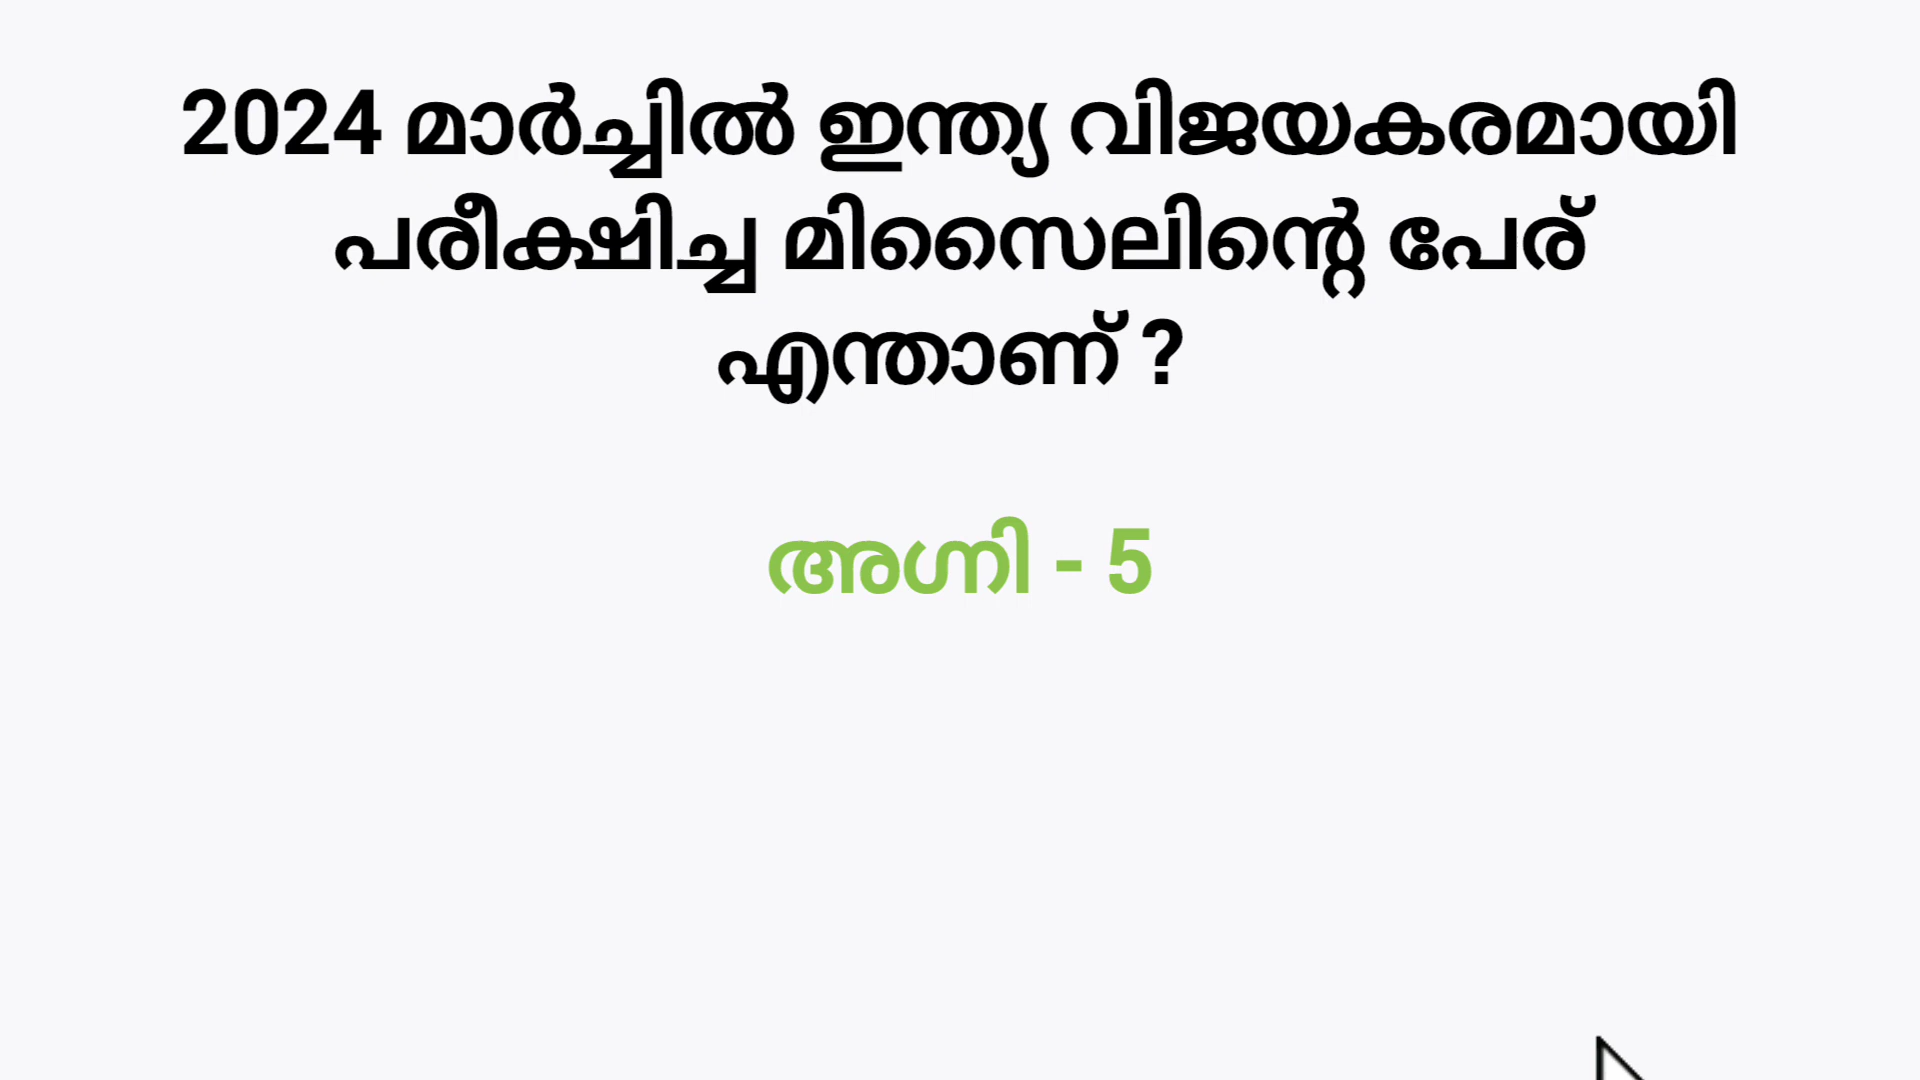 2024 മാർച്ചിൽ ഇന്ത്യ വിജയകരമായി
പരീക്ഷിച്ച മിസൈലിന്റെ പേര്
എന്താണ് ?
അഗ്നി - 5